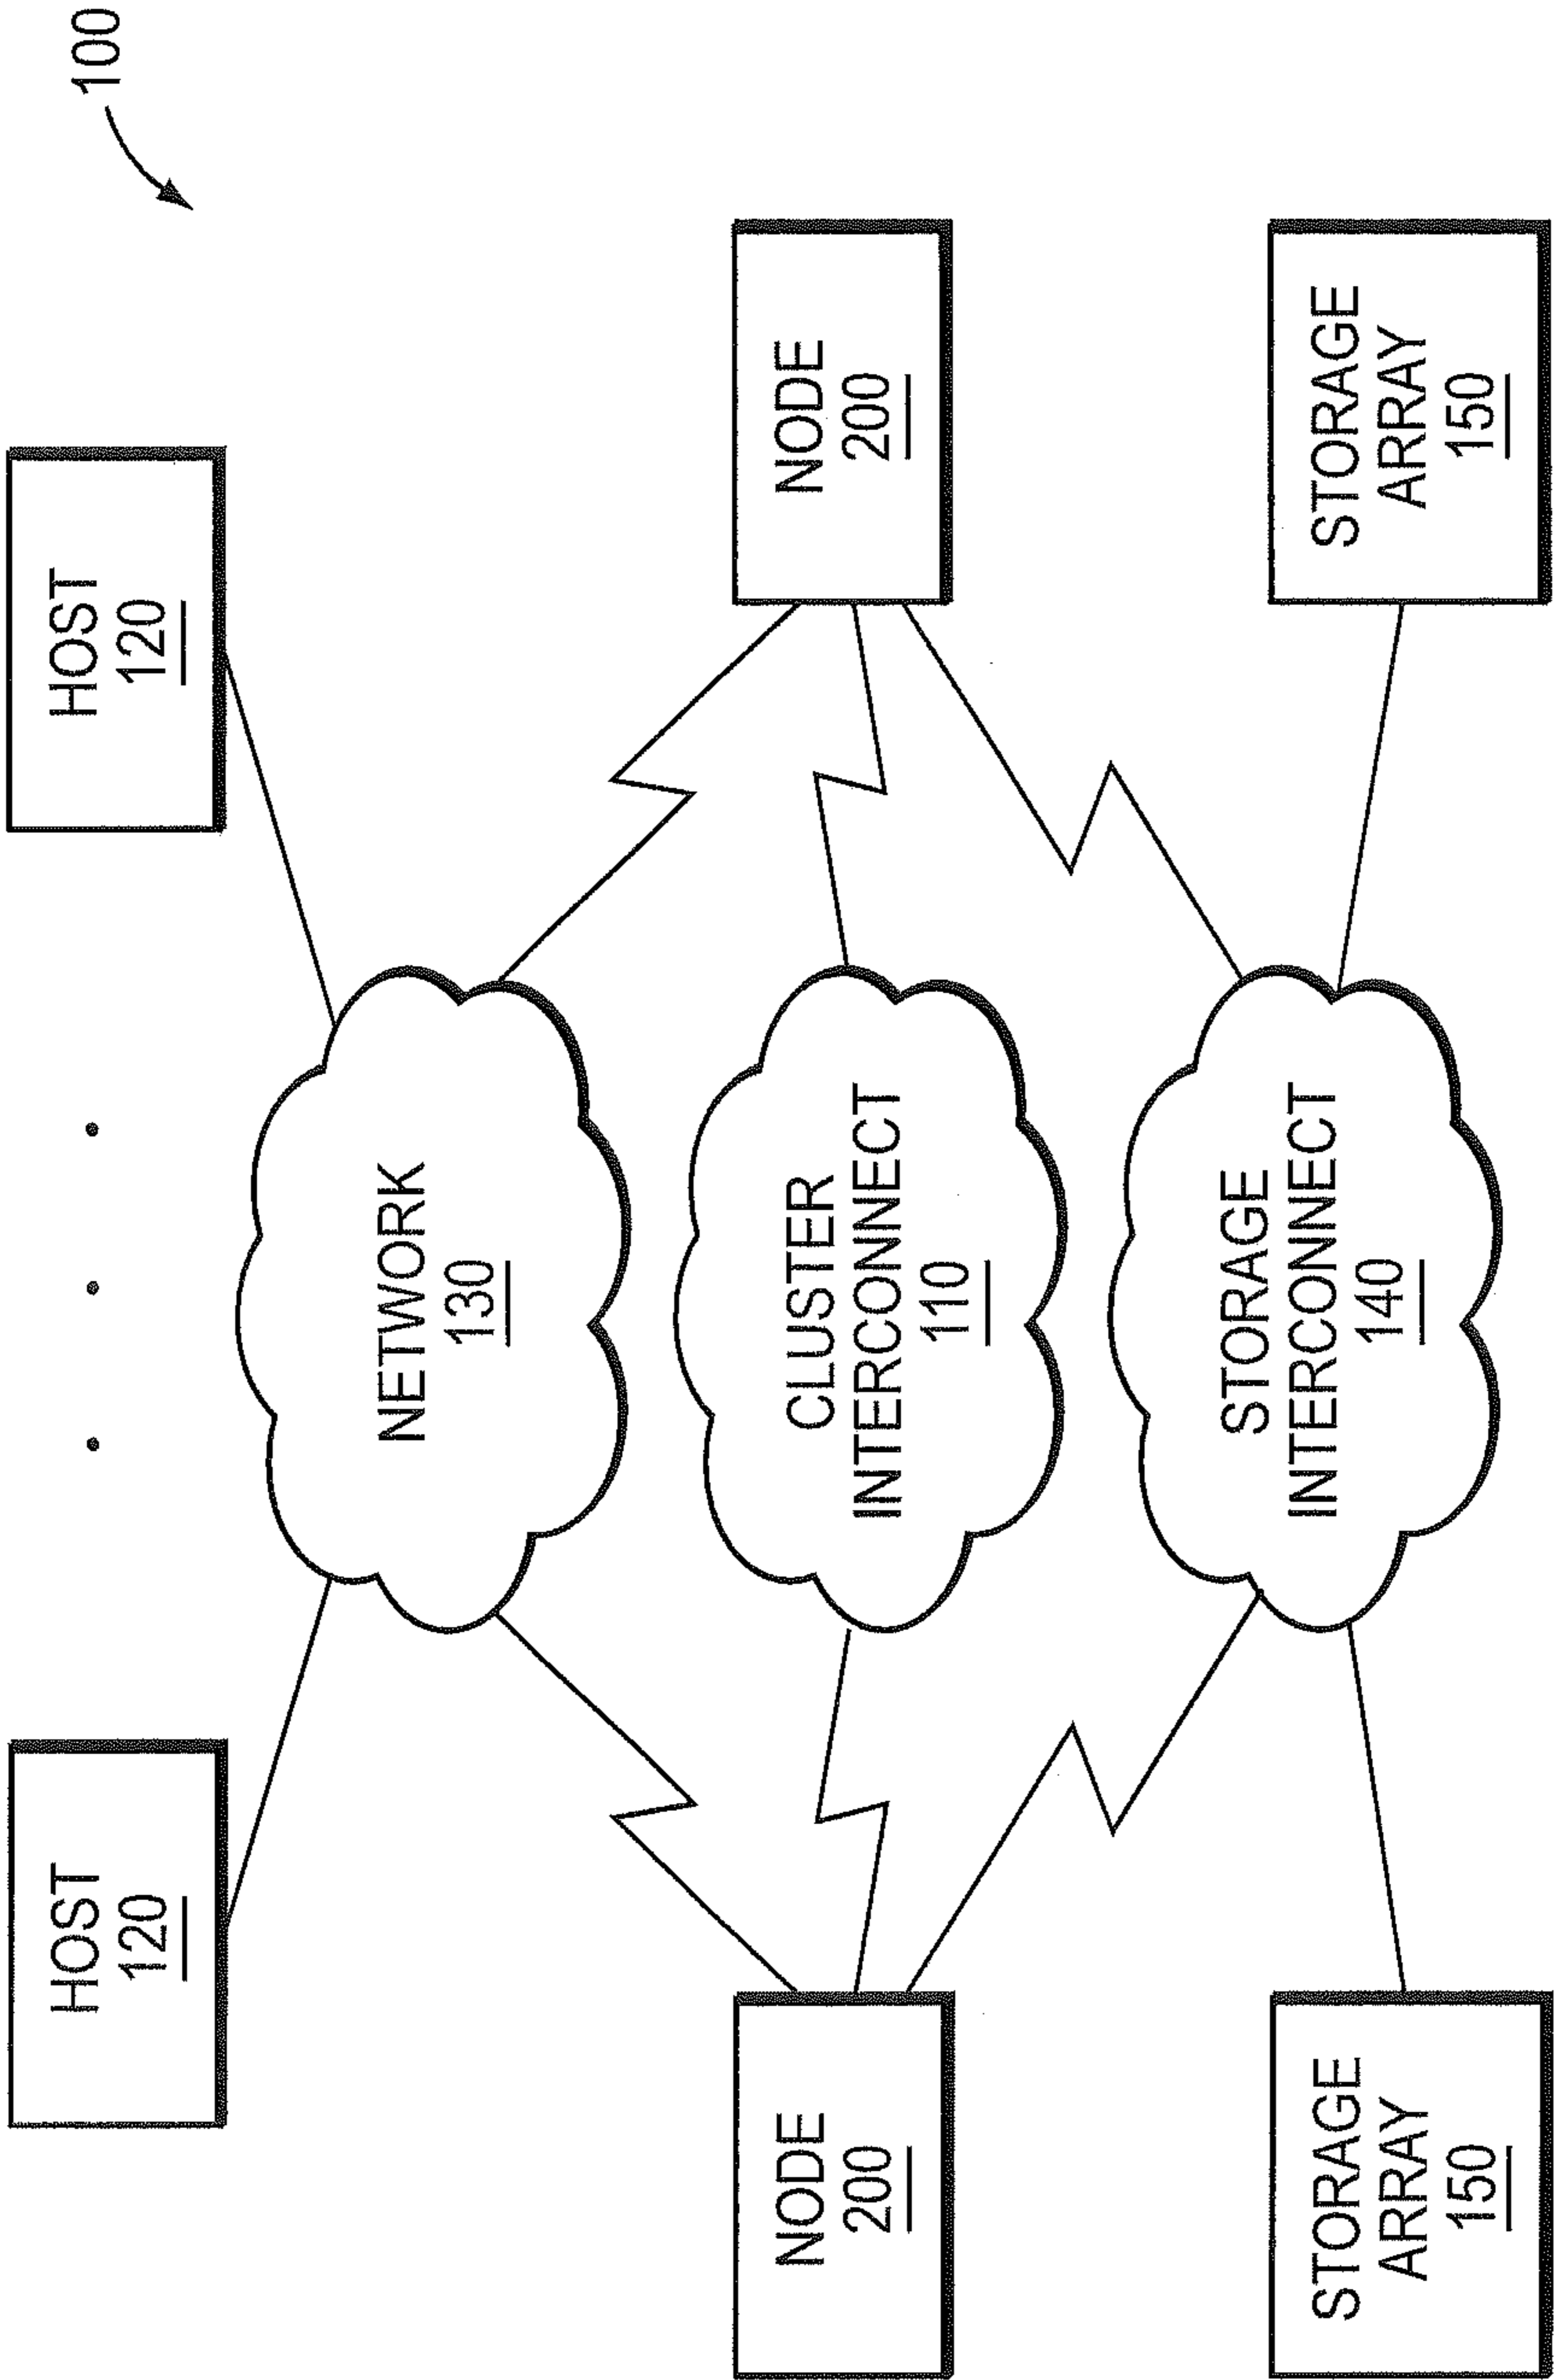 100
HOST
120
. . .
HOST
120
NETWORK
130
NODE
200
CLUSTER
INTERCONNECT
110
NODE
200
STORAGE
INTERCONNECT
140
STORAGE
ARRAY
150
STORAGE
ARRAY
150